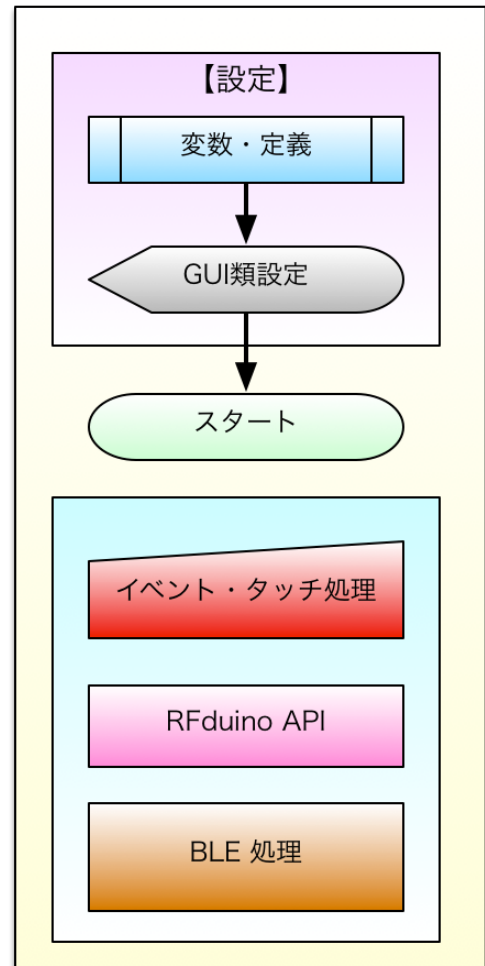 【設定】
変数・定義
GUI類設定
スタート
イベント・タッチ処理
RFduino API
BLE 処理